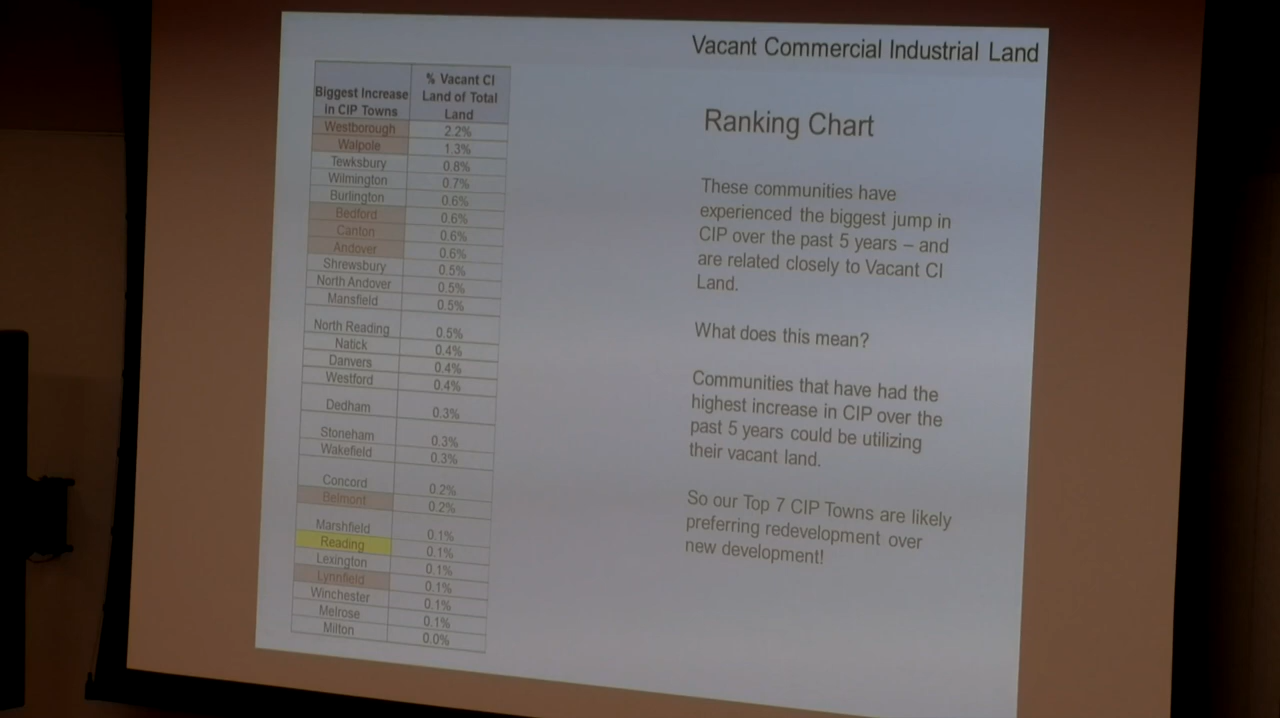 Vacant Commercial Industrial Land
Biggest Increase
in CIP Towns
% Vacant CI
Land of Total
Land
Westborough 2.2%
Walpole 1.3%
Tewksbury 0.8%
Wilmington 0.7%
Burlington 0.6%
Bedford 0.6%
Canton 0.6%
Andover 0.6%
Shrewsbury 0.5%
North Andover 0.5%
Mansfield 0.5%
North Reading 0.5%
Natick 0.4%
Danvers 0.4%
Westford 0.4%
Dedham 0.3%
Stoneham 0.3%
Wakefield 0.3%
Concord 0.2%
Belmont 0.2%
Marshfield 0.1%
Reading 0.1%
Lexington 0.1%
Lynnfield 0.1%
Winchester 0.1%
Melrose 0.1%
Milton 0.0%
Ranking Chart
These communities have
experienced the biggest jump in
CIP over the past 5 years – and
are related closely to Vacant CI
Land.
What does this mean?
Communities that have had the
highest increase in CIP over the
past 5 years could be utilizing
their vacant land.
So our Top 7 CIP Towns are likely
preferring redevelopment over
new development!